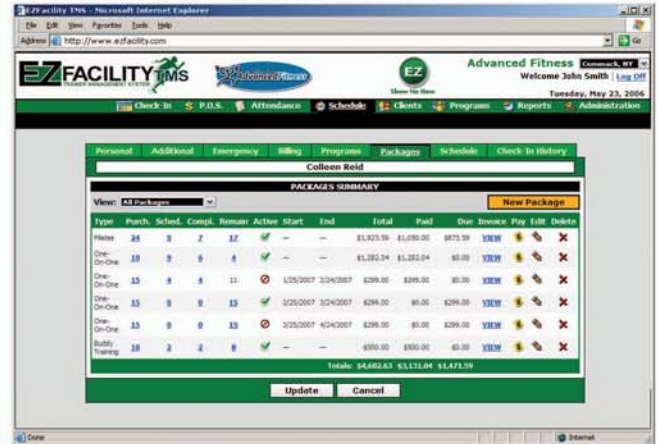 EZFacility TMS - Microsoft Internet Explorer
File Edit View Favorites Tools Help
Address http://www.ezfacility.com Go
EZFACILITY TMS
TRAINER MANAGEMENT SYSTEM
Advanced Fitness
EZ
Show Me How
Advanced Fitness Commack, NY
Welcome John Smith | Log Off
Tuesday, May 23, 2006
Check-In P.O.S. Attendance Schedule Clients Programs Reports Administration
Personal Additional Emergency Billing Programs Packages Schedule Check-In History
Colleen Reid
PACKAGES SUMMARY
View: All Packages New Package
Type Purch. Sched. Compl. Remain Active Start End Total Paid Due Invoice Pay Edit Delete
Pilates 24 9 7 17 — — $1,923.59 $1,050.00 $873.59 VIEW
One-
On-One 10 9 6 4 — — $1,282.04 $1,282.04 $0.00 VIEW
One-
On-One 15 4 4 11 1/25/2007 2/24/2007 $299.00 $299.00 $0.00 VIEW
One-
On-One 15 0 0 15 2/25/2007 3/24/2007 $299.00 $0.00 $299.00 VIEW
One-
On-One 15 0 0 15 3/25/2007 4/24/2007 $299.00 $0.00 $299.00 VIEW
Buddy
Training 10 2 2 8 — — $500.00 $500.00 $0.00 VIEW
Totals: $4,602.63 $3,131.04 $1,471.59
Update Cancel
Done Internet